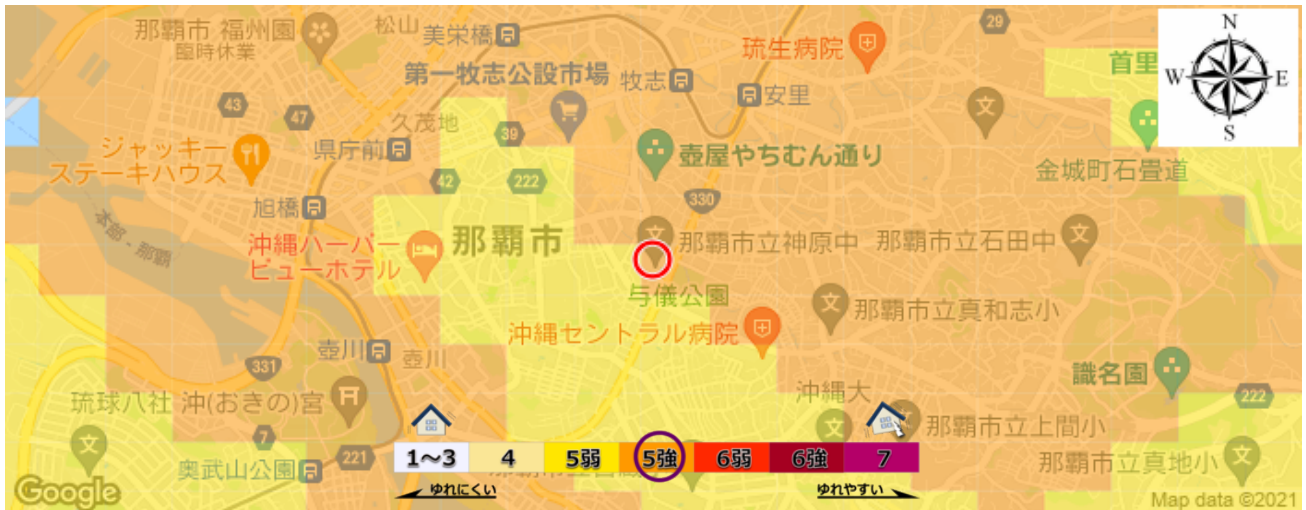 那覇市 福州園
臨時休業
松山
美栄橋
琉生病院
29
首里
N
W
E
S
第一牧志公設市場
牧志
安里
43
47
久茂地
39
ジャッキー
ステーキハウス
県庁前
壺屋やちむん通り
金城町石畳道
42
222
330
旭橋
本部 - 那覇
沖縄ハーバー
ビューホテル
那覇市
那覇市立神原中
那覇市立石田中
与儀公園
那覇市立真和志小
沖縄セントラル病院
壺川
壺川
331
識名園
琉球八社 沖(おきの)宮
沖縄大
222
那覇市立上間小
7
221
奥武山公園
1～3
4
5弱
5強
6弱
6強
7
那覇市立真地小
ゆれにくい
ゆれやすい
Google
Map data ©2021